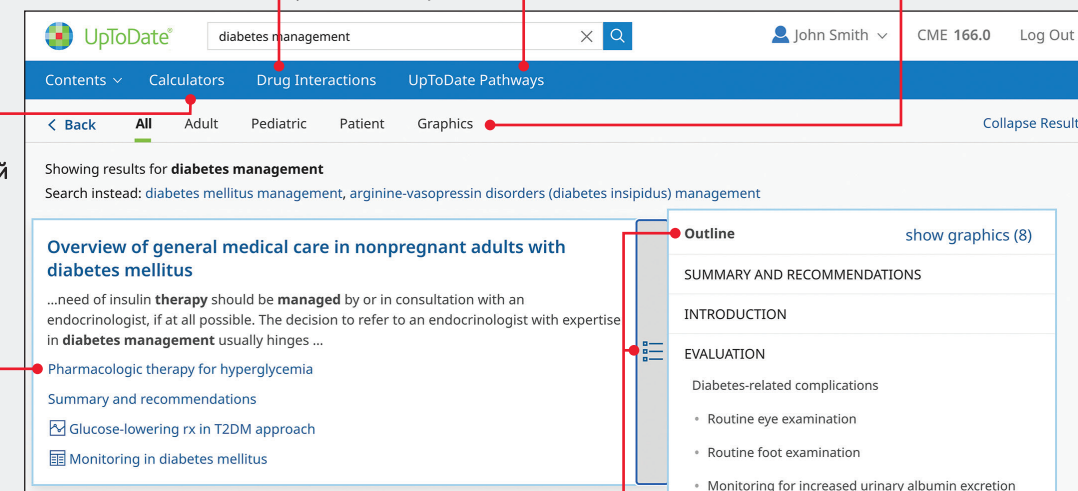 UpToDate®
diabetes management
John Smith
CME 166.0
Log Out
Contents
Calculators
Drug Interactions
UpToDate Pathways
Back
All
Adult
Pediatric
Patient
Graphics
Collapse Result
й
Showing results for diabetes management
Search instead: diabetes mellitus management, arginine-vasopressin disorders (diabetes insipidus) management
Overview of general medical care in nonpregnant adults with
diabetes mellitus
...need of insulin therapy should be managed by or in consultation with an
endocrinologist, if at all possible. The decision to refer to an endocrinologist with expertise
in diabetes management usually hinges ...
Pharmacologic therapy for hyperglycemia
Summary and recommendations
Glucose-lowering rx in T2DM approach
Monitoring in diabetes mellitus
Outline
show graphics (8)
SUMMARY AND RECOMMENDATIONS
INTRODUCTION
EVALUATION
Diabetes-related complications
• Routine eye examination
• Routine foot examination
• Monitoring for increased urinary albumin excretion